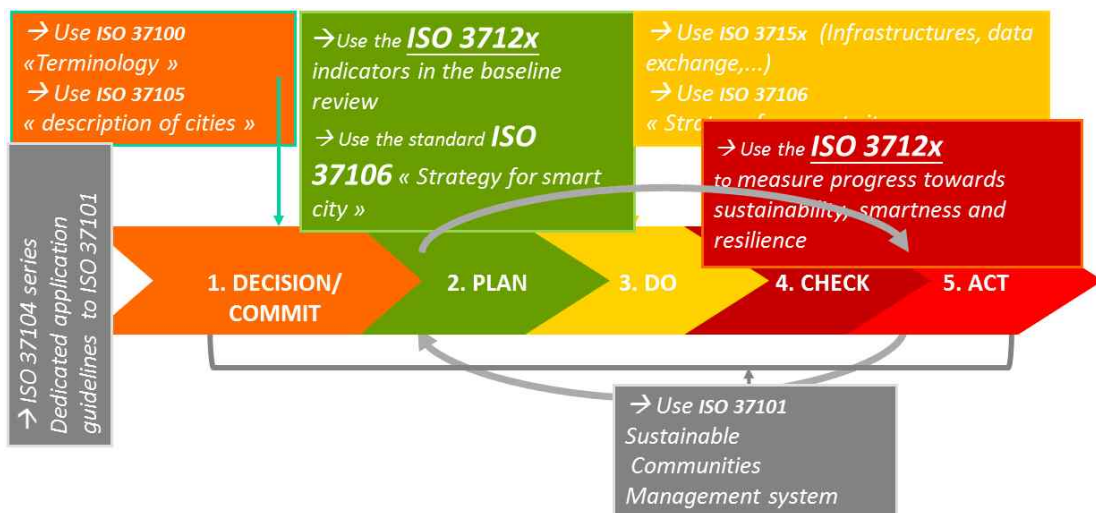 → Use ISO 37100
«Terminology »
→ Use ISO 37105
« description of cities »
→Use the ISO 3712x
indicators in the baseline
review
→ Use the standard ISO
37106 « Strategy for smart
city »
→ Use ISO 3715x (Infrastructures, data
exchange,...)
→ Use ISO 37106
→ Use the ISO 3712x
to measure progress towards
sustainability, smartness and
resilience
1. DECISION/
COMMIT
2. PLAN
3. DO
4. CHECK
5. ACT
→ ISO 37104 series
Dedicated application
guidelines to ISO 37101
→ Use ISO 37101
Sustainable
Communities
Management system